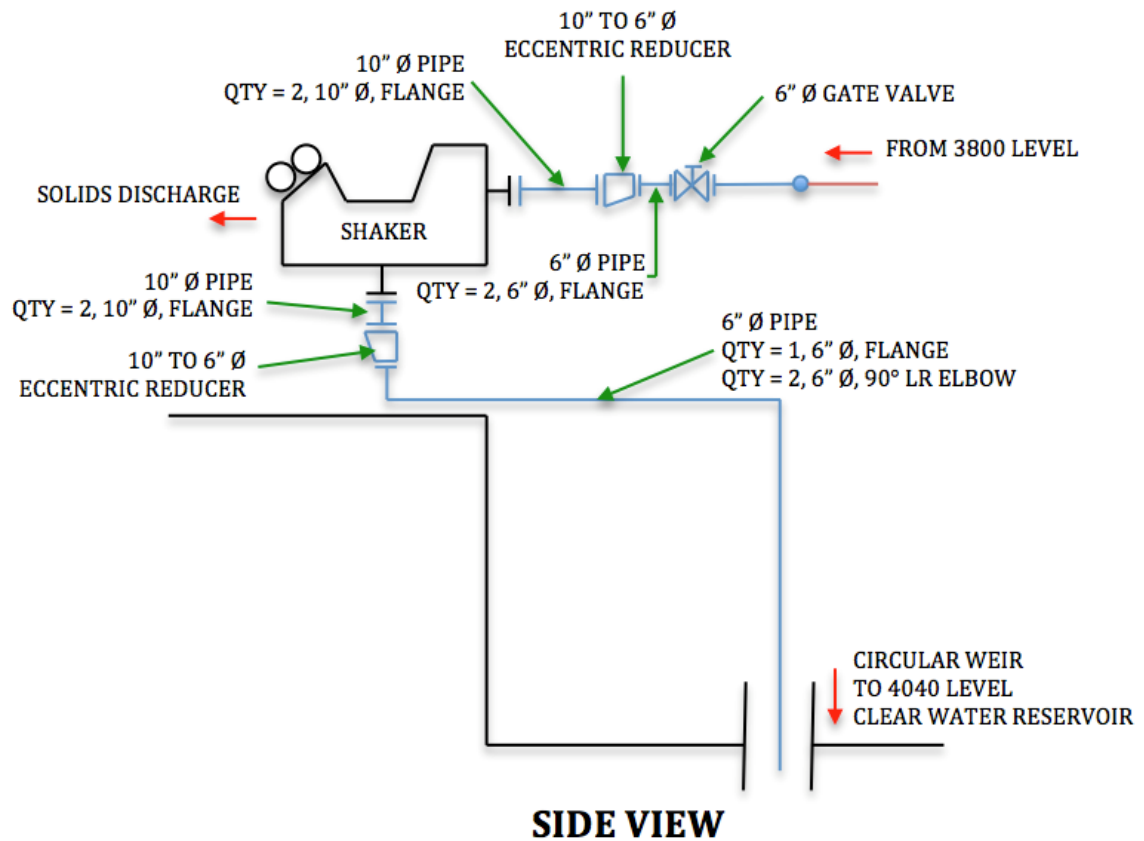 10” TO 6” Ø
ECCENTRIC REDUCER
10” Ø PIPE
QTY = 2, 10” Ø, FLANGE
6” Ø GATE VALVE
FROM 3800 LEVEL
SOLIDS DISCHARGE
SHAKER
6” Ø PIPE
QTY = 2, 6” Ø, FLANGE
10” Ø PIPE
QTY = 2, 10” Ø, FLANGE
10” TO 6” Ø
ECCENTRIC REDUCER
6” Ø PIPE
QTY = 1, 6” Ø, FLANGE
QTY = 2, 6” Ø, 90° LR ELBOW
CIRCULAR WEIR
TO 4040 LEVEL
CLEAR WATER RESERVOIR
SIDE VIEW